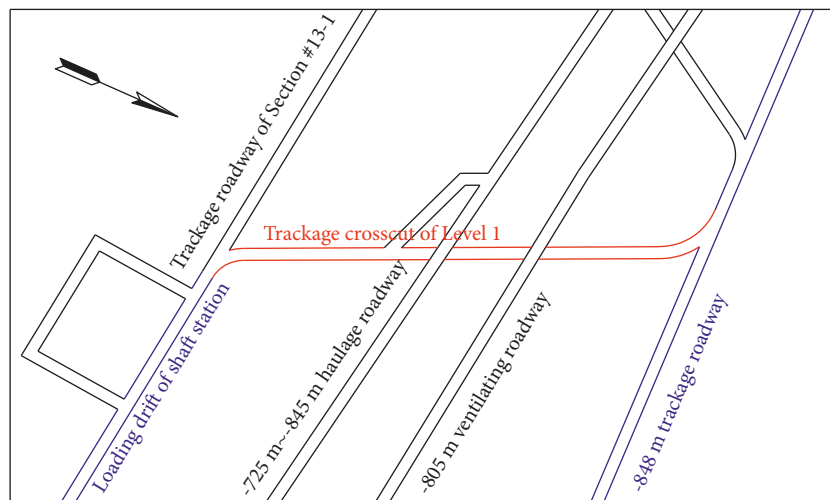 Trackage roadway of Section #13-1
Trackage crosscut of Level 1
Loading drift of shaft station
-725 m~-845 m haulage roadway
-805 m ventilating roadway
-848 m trackage roadway